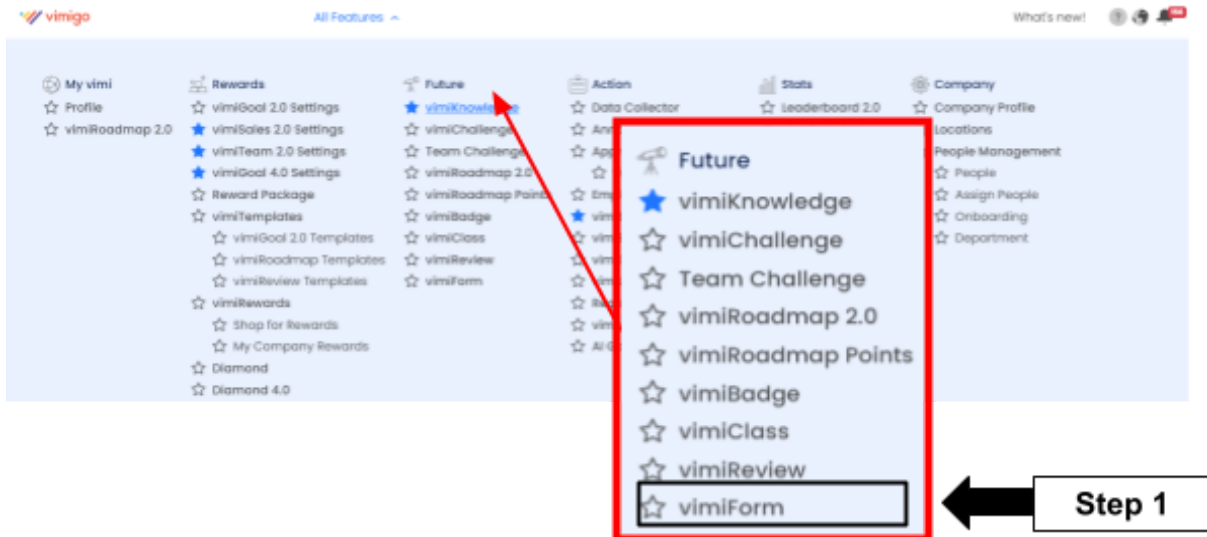 vimigo
All Features
What's new!
My vimi
Profile
vimiRoadmap 2.0
Rewards
vimiGoal 2.0 Settings
vimiSales 2.0 Settings
vimiTeam 2.0 Settings
vimiGoal 4.0 Settings
Reward Package
vimiTemplates
vimiGoal 2.0 Templates
vimiRoadmap Templates
vimiReview Templates
vimiRewards
Shop for Rewards
My Company Rewards
Diamond
Diamond 4.0
Future
vimiKnowledge
vimiChallenge
Team Challenge
vimiRoadmap 2.0
vimiRoadmap Points
vimiBadge
vimiClass
vimiReview
vimiForm
Action
Data Collector
Stats
Leaderboard 2.0
Company
Company Profile
Locations
People Management
People
Assign People
Onboarding
Department
Future
vimiKnowledge
vimiChallenge
Team Challenge
vimiRoadmap 2.0
vimiRoadmap Points
vimiBadge
vimiClass
vimiReview
vimiForm
Step 1